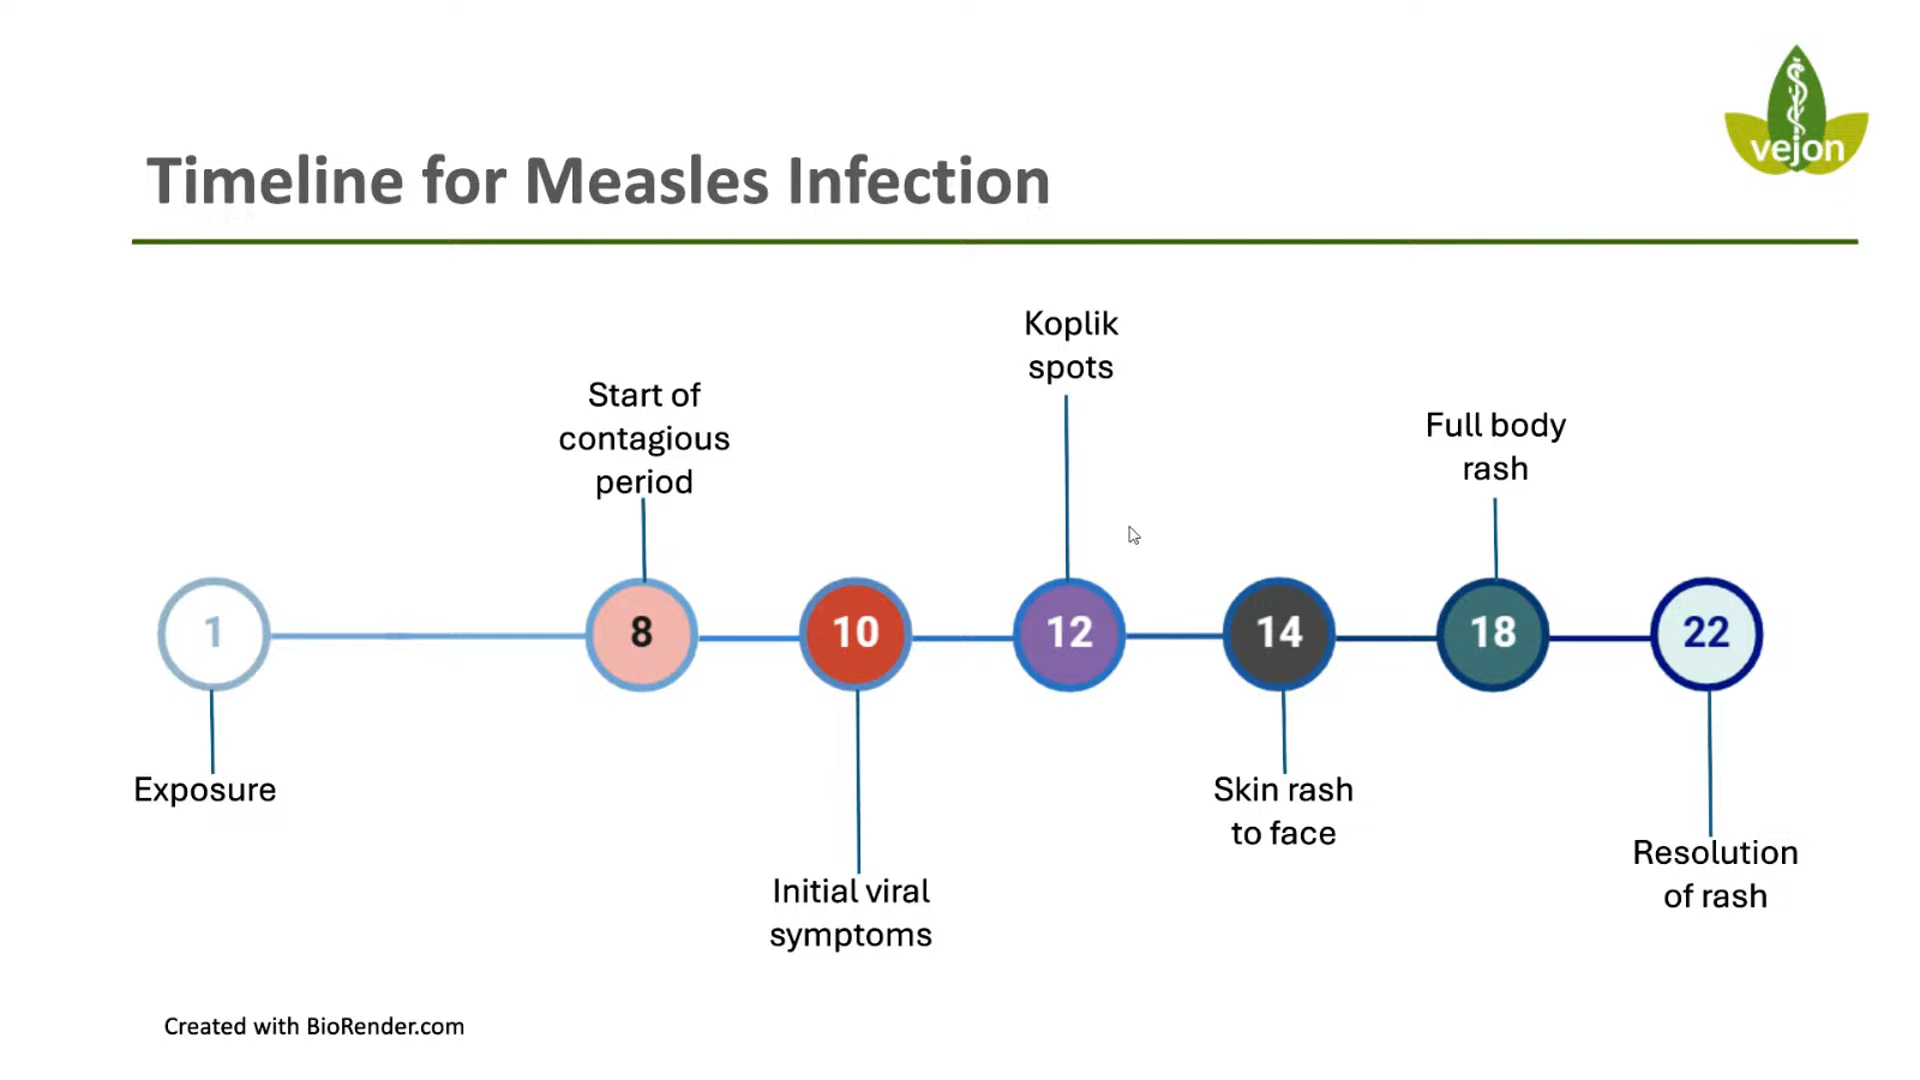 vejon
Timeline for Measles Infection
Koplik
spots
Start of
contagious
period
Full body
rash
1
8
10
12
14
18
22
Exposure
Skin rash
to face
Resolution
of rash
Initial viral
symptoms
Created with BioRender.com